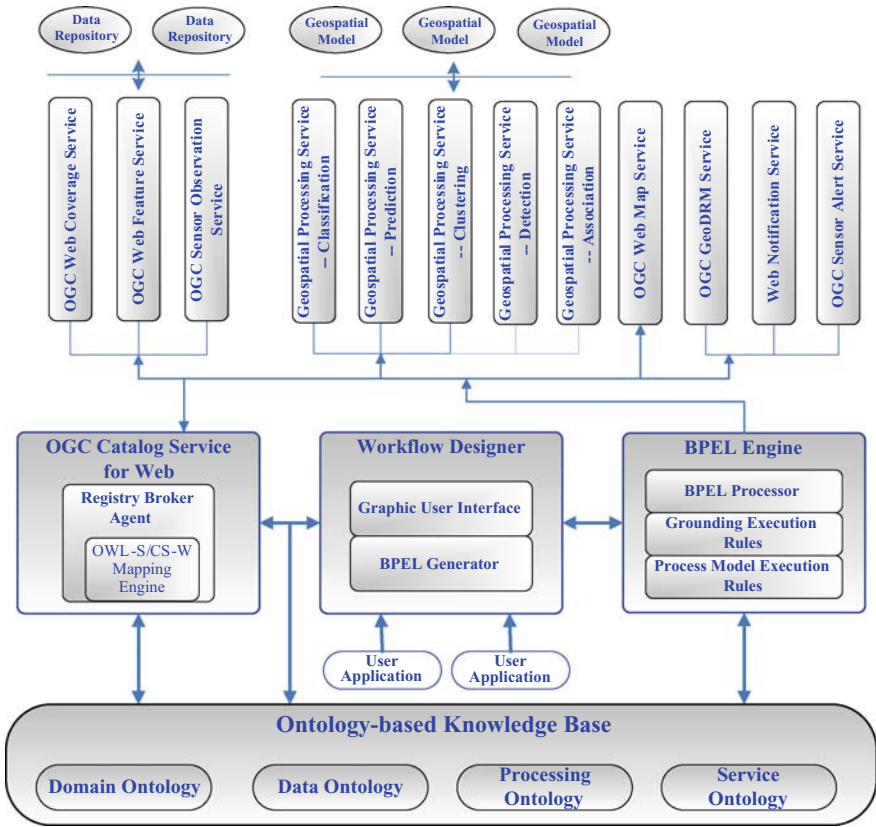 Data
Repository
Data
Repository
Geospatial
Model
Geospatial
Model
Geospatial
Model
OGC Web Coverage Service
OGC Web Feature Service
OGC Sensor Observation
Service
Geospatial Processing Service
-- Classification
Geospatial Processing Service
-- Prediction
Geospatial Processing Service
-- Clustering
Geospatial Processing Service
-- Detection
Geospatial Processing Service
-- Association
OGC Web Map Service
OGC GeoDRM Service
Web Notification Service
OGC Sensor Alert Service
OGC Catalog Service
for Web
Registry Broker
Agent
OWL-S/CS-W
Mapping
Engine
Workflow Designer
Graphic User Interface
BPEL Generator
BPEL Engine
BPEL Processor
Grounding Execution
Rules
Process Model Execution
Rules
User
Application
User
Application
Ontology-based Knowledge Base
Domain Ontology
Data Ontology
Processing
Ontology
Service
Ontology